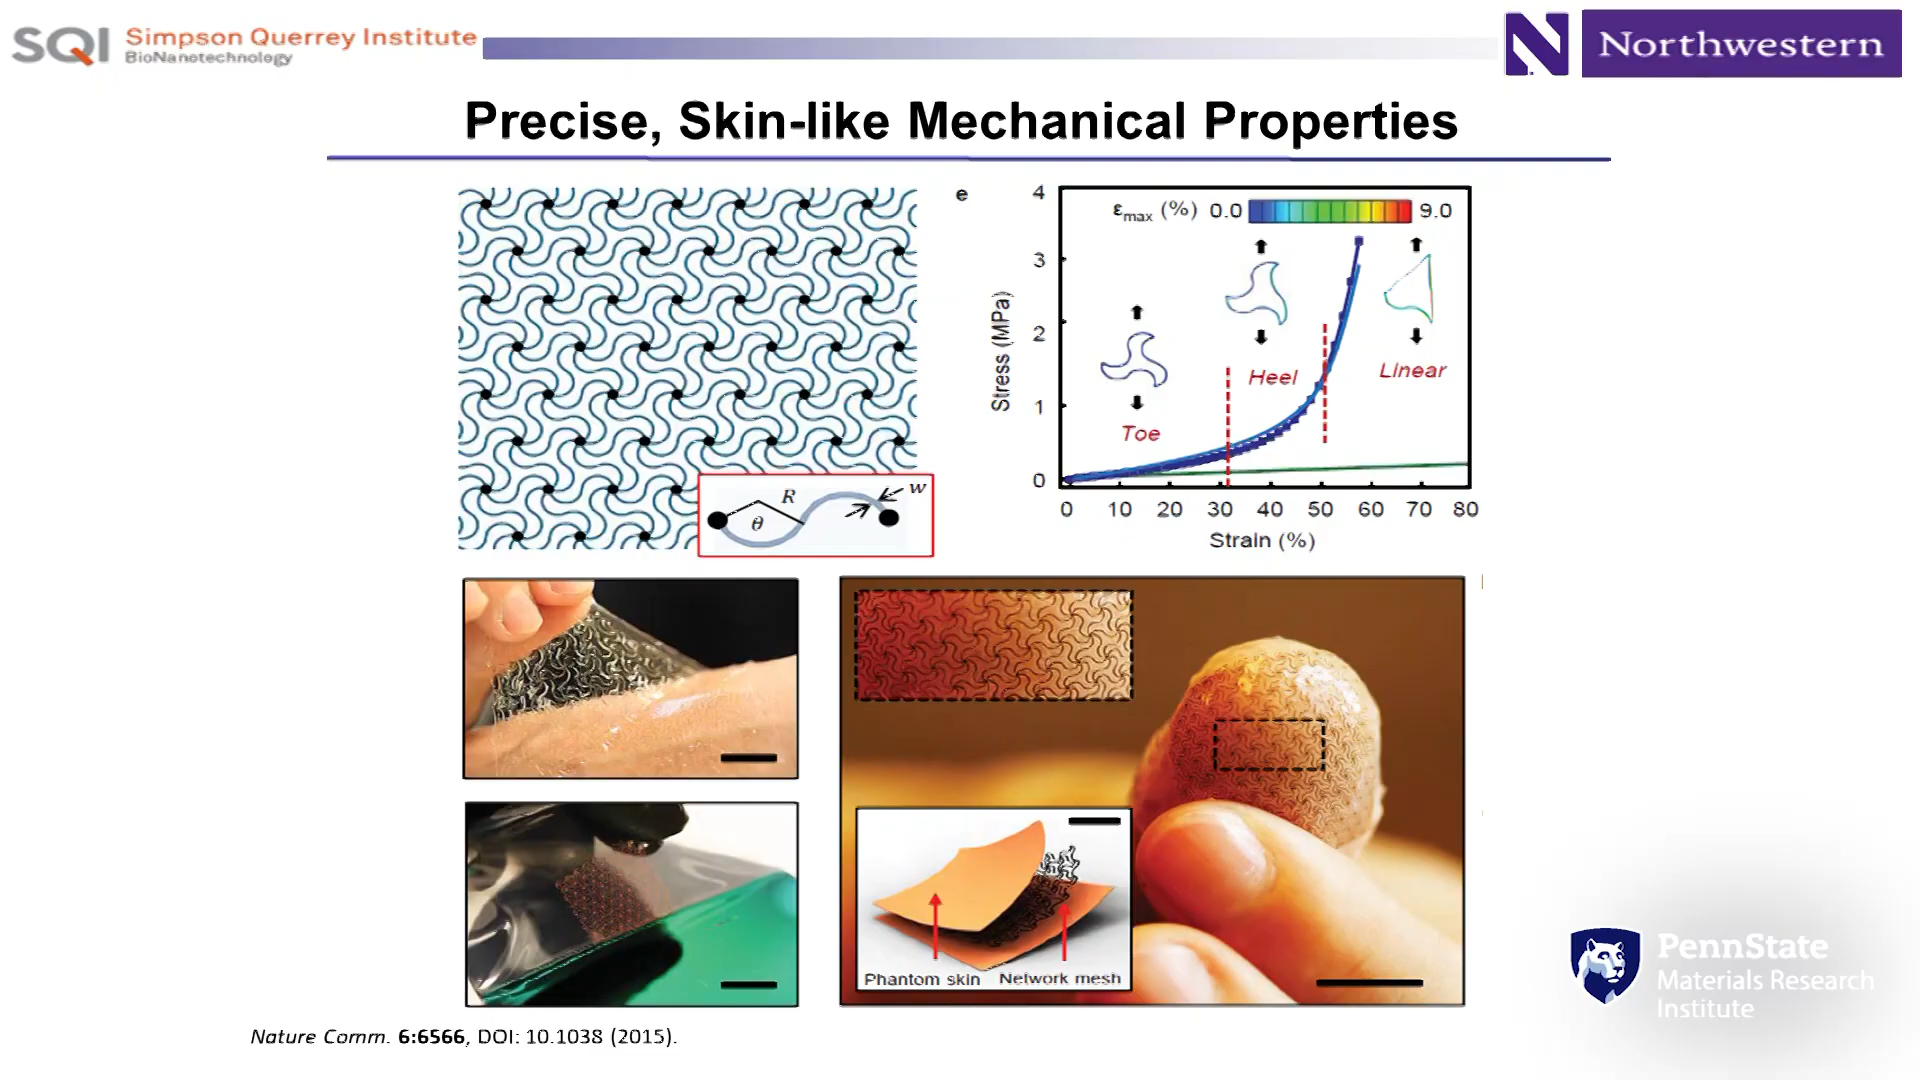 SQI Simpson Querrey Institute
BioNanotechnology
N Northwestern
Precise, Skin-like Mechanical Properties
R
θ
w
e
εmax (%) 0.0 9.0
Stress (MPa)
4
3
2
1
0
Toe
Heel
Linear
0 10 20 30 40 50 60 70 80
Strain (%)
Phantom skin Network mesh
PennState
Materials Research
Institute
Nature Comm. 6:6566, DOI: 10.1038 (2015).